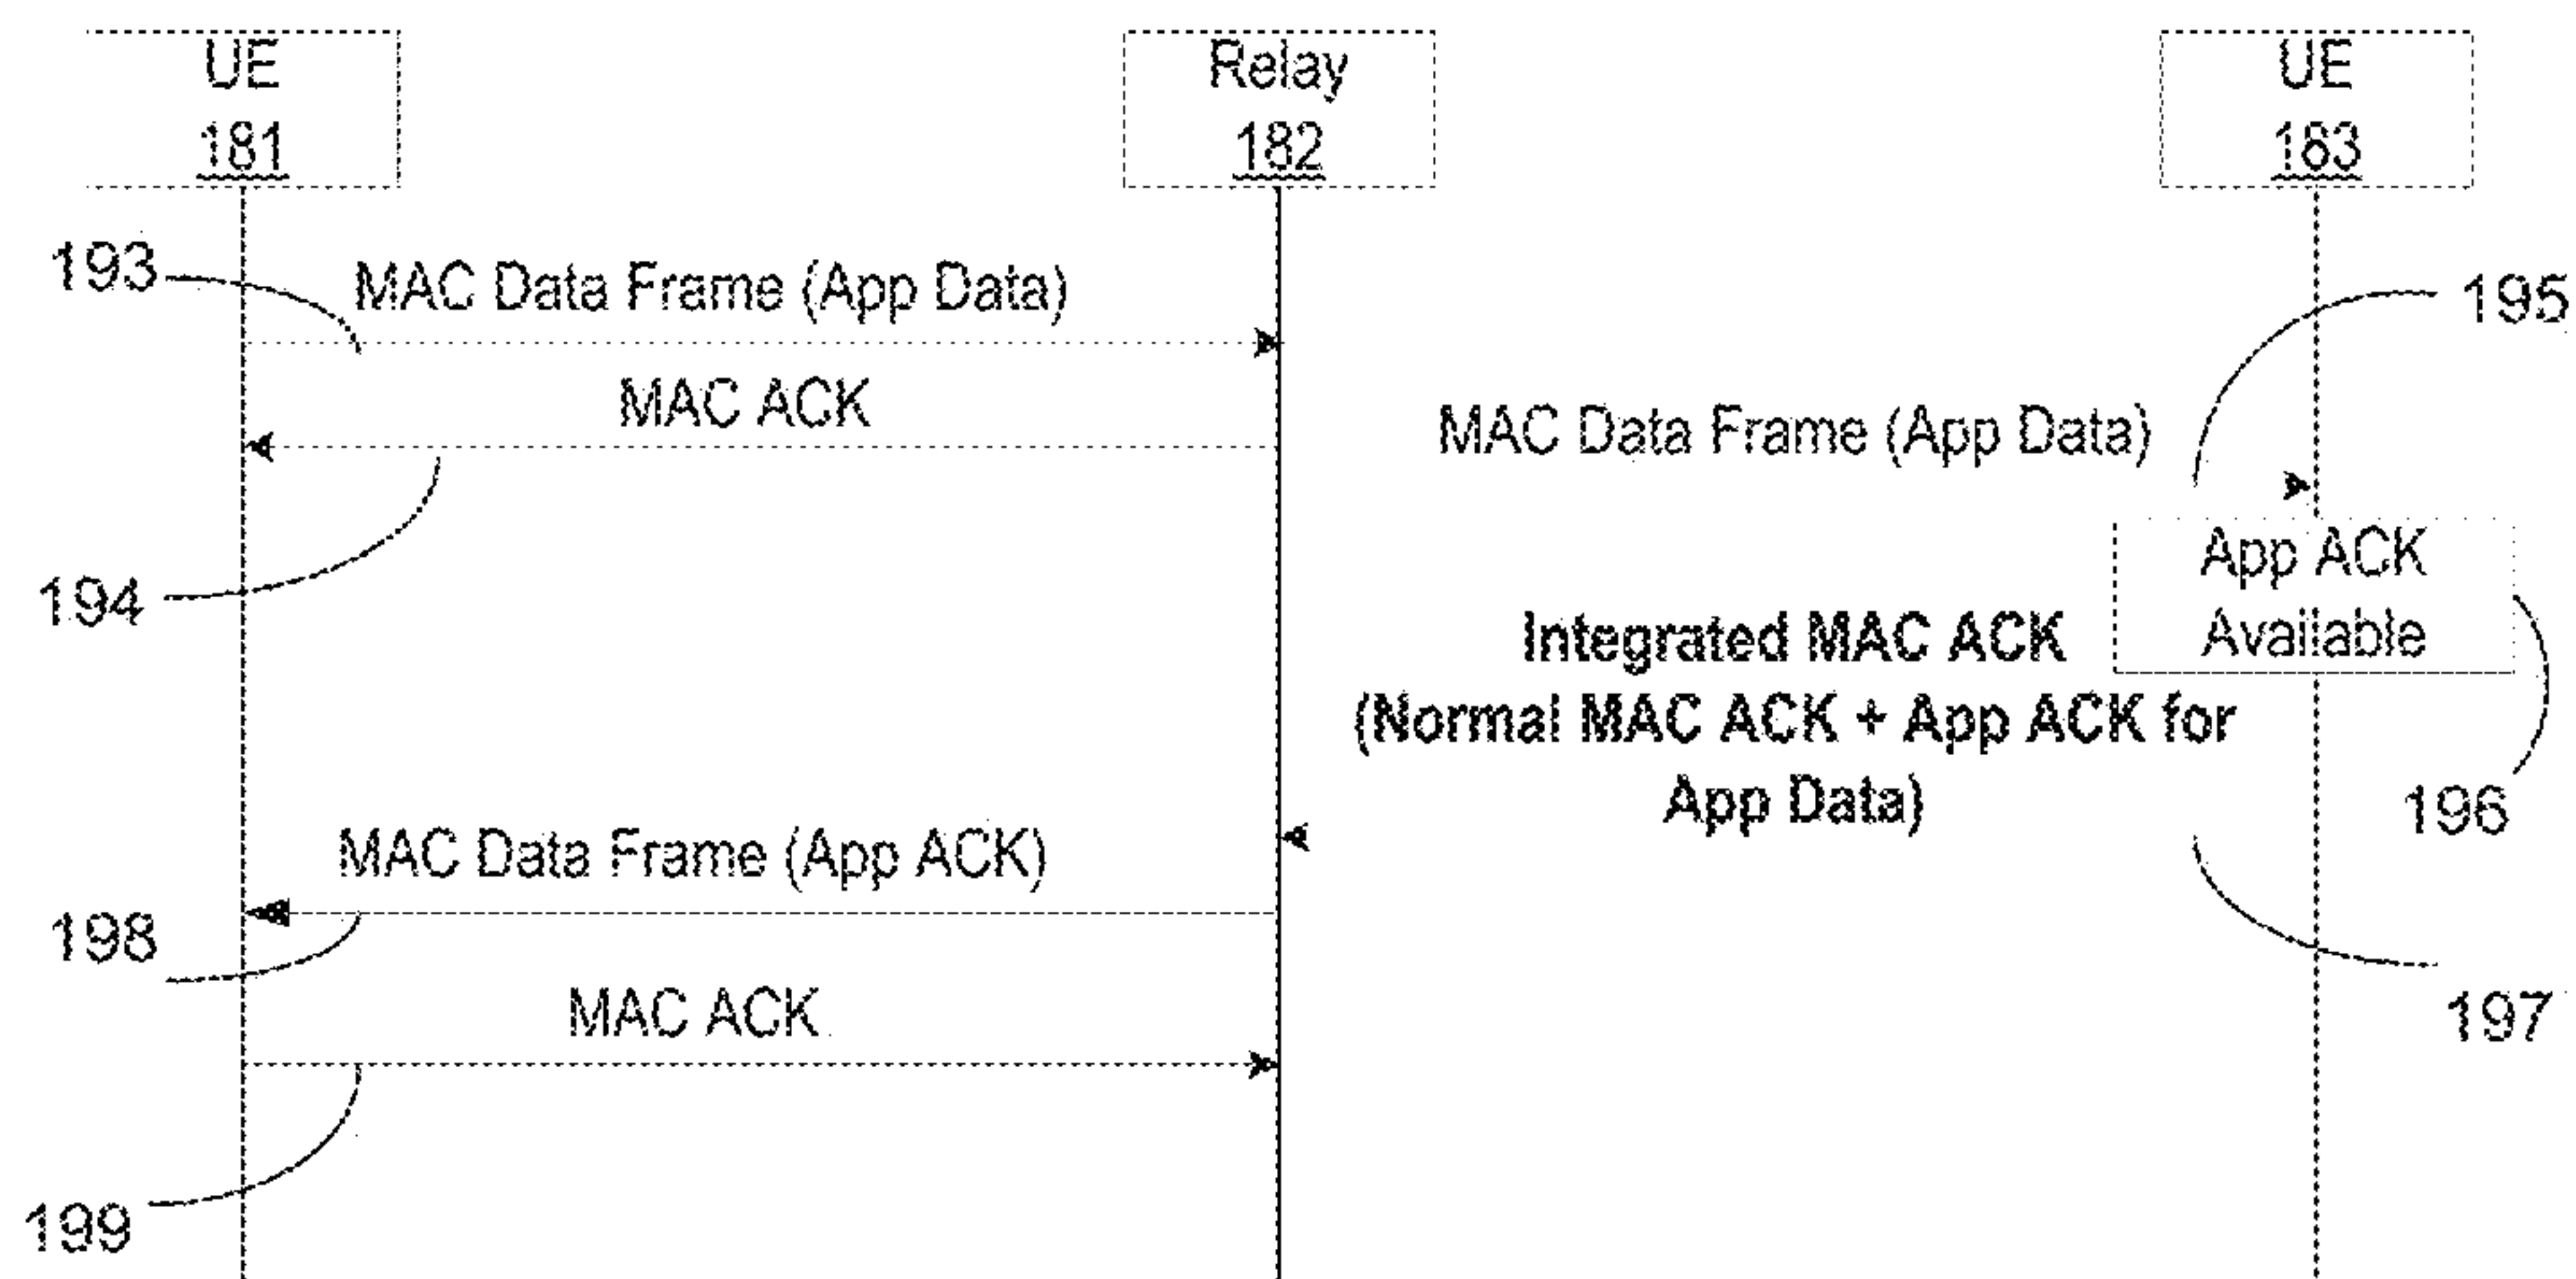 UE
181
Relay
182
UE
183
193
MAC Data Frame (App Data)
195
MAC ACK
MAC Data Frame (App Data)
194
App ACK
Available
Integrated MAC ACK
(Normal MAC ACK + App ACK for
App Data)
196
MAC Data Frame (App ACK)
198
197
MAC ACK
199